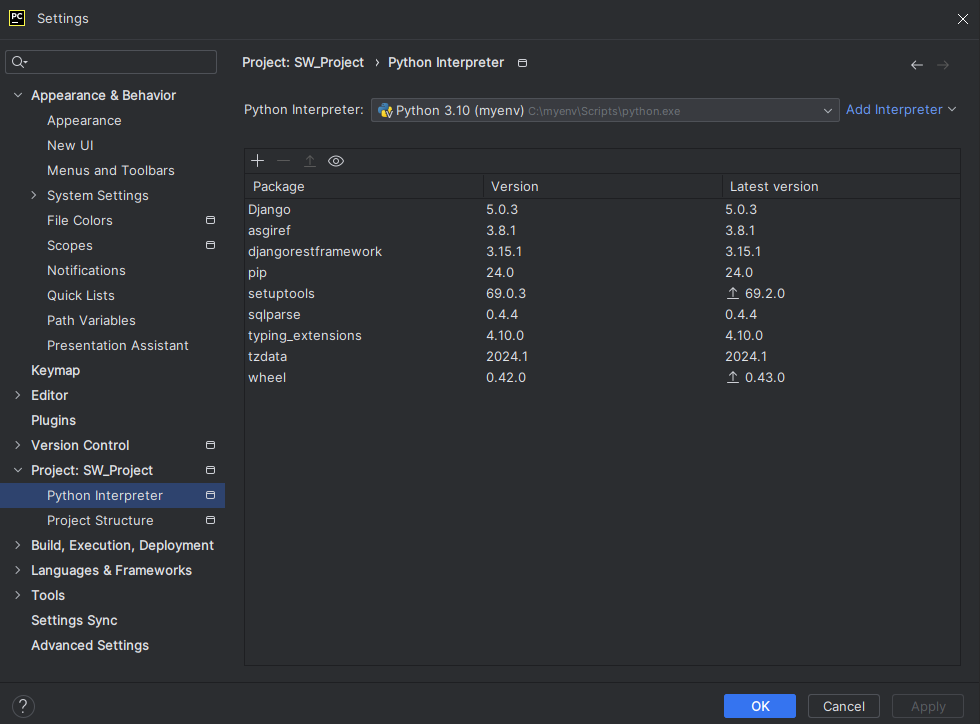 PC Settings
Project: SW_Project › Python Interpreter
Appearance & Behavior
Appearance
New UI
Menus and Toolbars
System Settings
File Colors
Scopes
Notifications
Quick Lists
Path Variables
Presentation Assistant
Keymap
Editor
Plugins
Version Control
Project: SW_Project
Python Interpreter
Project Structure
Build, Execution, Deployment
Languages & Frameworks
Tools
Settings Sync
Advanced Settings
Python Interpreter: Python 3.10 (myenv) C:\myenv\Scripts\python.exe Add Interpreter
Package Version Latest version
Django 5.0.3 5.0.3
asgiref 3.8.1 3.8.1
djangorestframework 3.15.1 3.15.1
pip 24.0 24.0
setuptools 69.0.3 69.2.0
sqlparse 0.4.4 0.4.4
typing_extensions 4.10.0 4.10.0
tzdata 2024.1 2024.1
wheel 0.42.0 0.43.0
? OK Cancel Apply